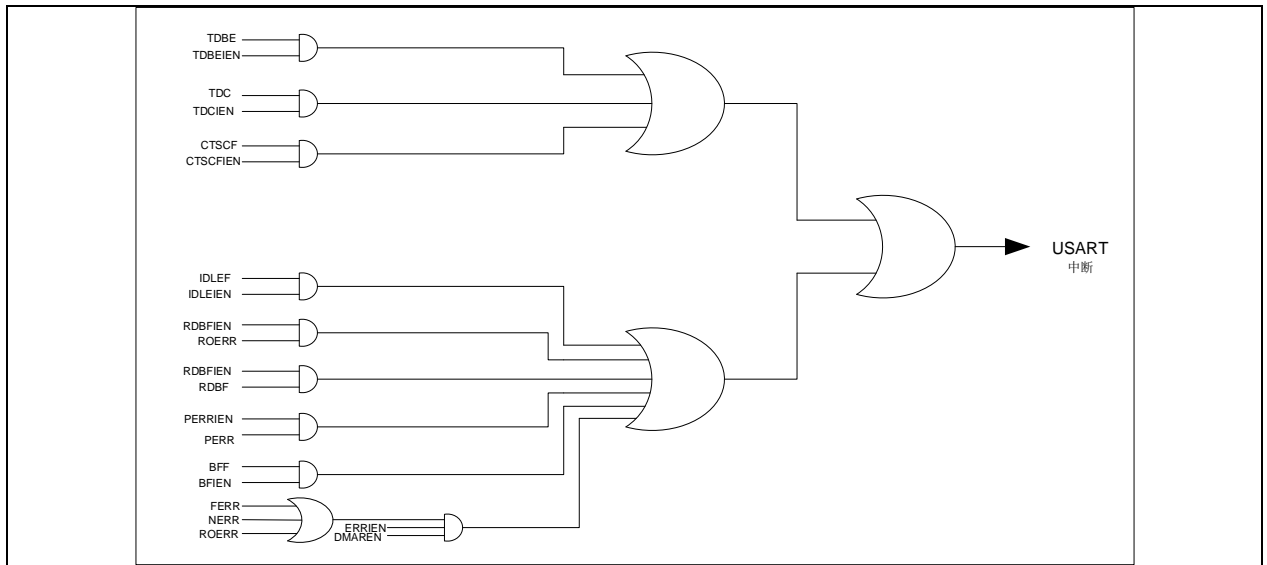 TDBE
TDBEIEN
TDC
TDCIEN
CTSCF
CTSCFIEN
IDLEF
IDLEIEN
RDBFIEN
ROERR
RDBFIEN
RDBF
PERRIEN
PERR
BFF
BFIEN
FERR
NERR
ROERR
ERRIEN
DMAREN
USART
中断